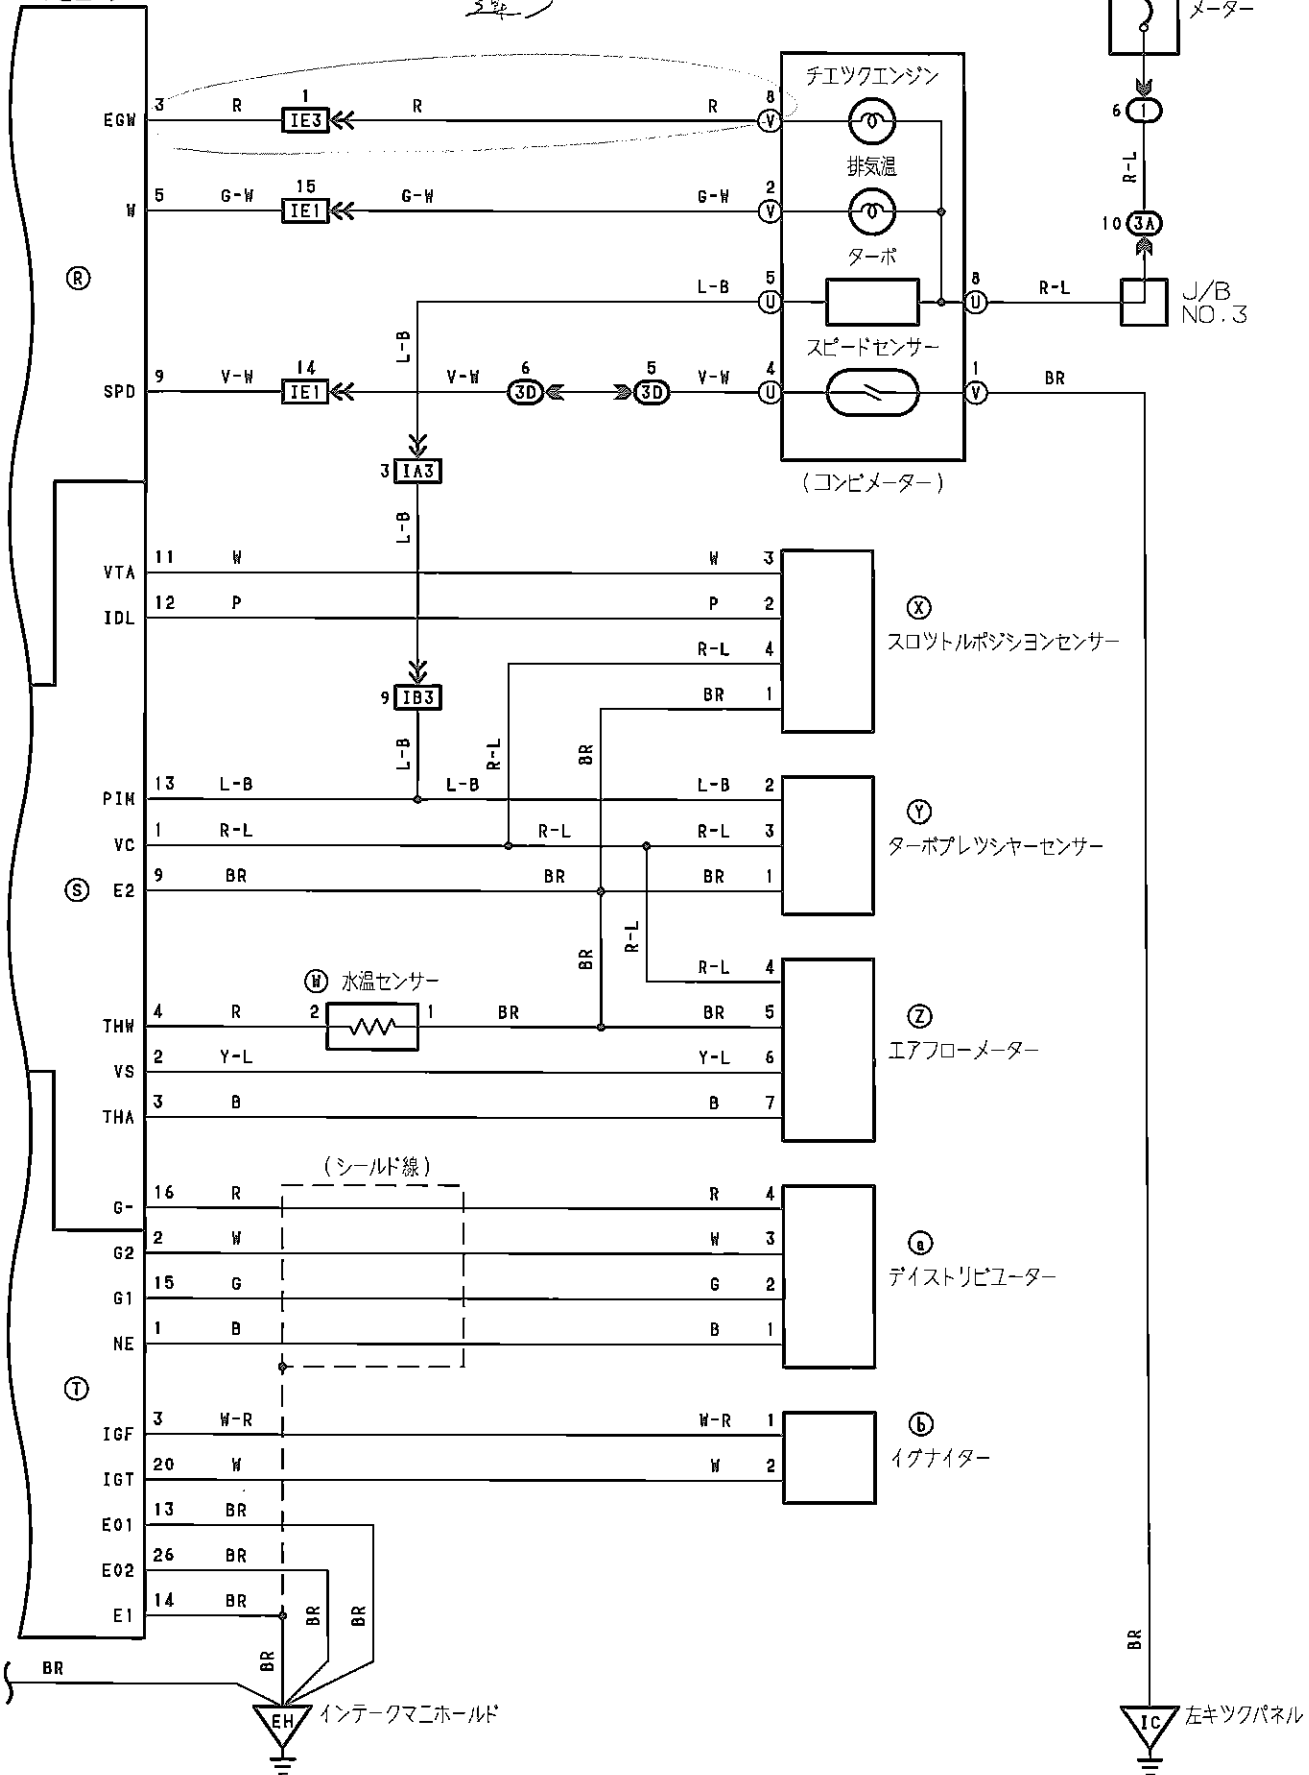 メーター
チエツクエンジン
EGW 3 R 1 IE3 R R 8 V
6 1
排気温
R-L
W 5 G-W 15 IE1 G-W G-W 2 V
10 3A
ターボ
R
L-B 5 U 8 U R-L J/B NO.3
L-B
スピードセンサー
SPD 9 V-W 14 IE1 V-W 6 3D 5 3D V-W 4 U 1 V BR
3 IA3
(コンビメーター)
L-B
VTA 11 W W 3
IDL 12 P P 2
X
スロツトルポジシヨンセンサー
R-L 4
9 IB3
BR 1
L-B
R-L
BR
PIM 13 L-B L-B L-B 2
Y
VC 1 R-L R-L R-L 3
ターボプレツシヤーセンサー
S E2 9 BR BR BR 1
R-L
BR
R-L 4
W 水温センサー
THW 4 R 2 1 BR BR 5
Z
エアフローメーター
VS 2 Y-L Y-L 6
THA 3 B B 7
(シールド線)
G- 16 R R 4
G2 2 W W 3
a
デイストリビユーター
G1 15 G G 2
NE 1 B B 1
T
IGF 3 W-R W-R 1
b
イグナイター
IGT 20 W W 2
E01 13 BR
E02 26 BR
E1 14 BR
BR
BR
BR
BR
BR
EH インテークマニホールド
IC 左キツクパネル